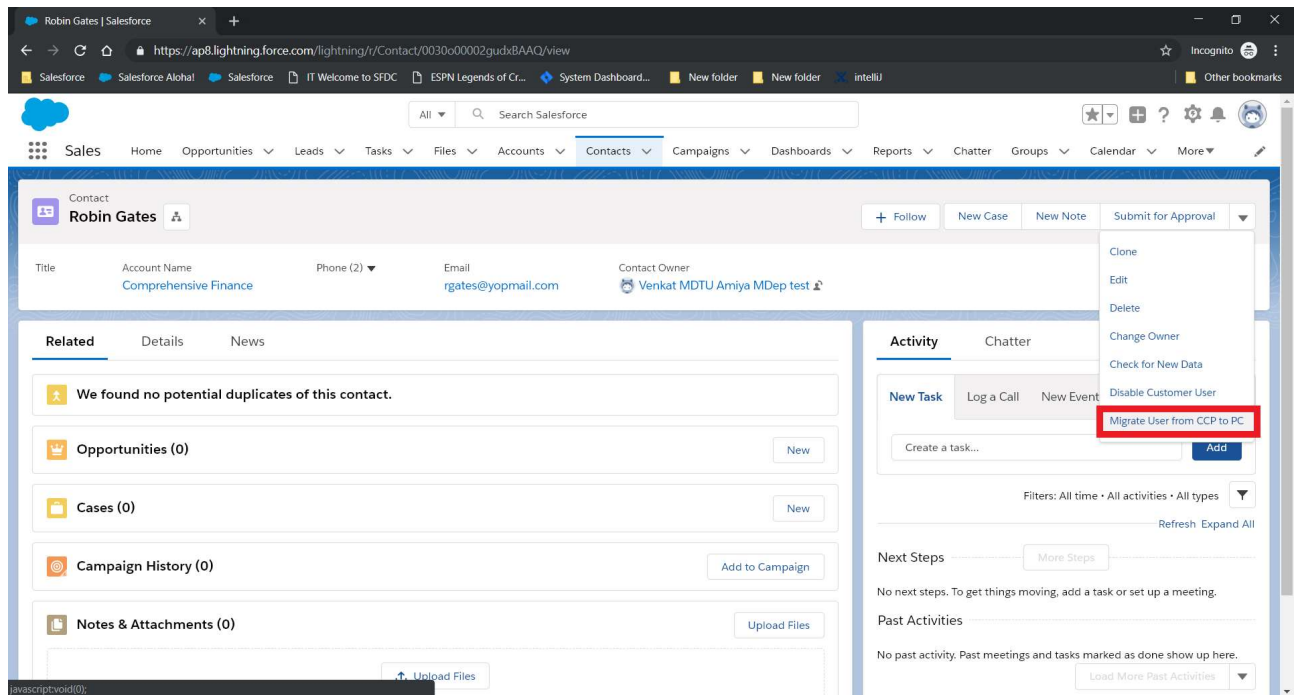 Robin Gates | Salesforce
https://ap8.lightning.force.com/lightning/r/Contact/0030o00002gudxBAAQ/view
Incognito
Salesforce Salesforce Aloha! Salesforce IT Welcome to SFDC ESPN Legends of Cr... System Dashboard... New folder New folder intelliJ Other bookmarks
All Search Salesforce
Sales Home Opportunities Leads Tasks Files Accounts Contacts Campaigns Dashboards Reports Chatter Groups Calendar More
Contact
Robin Gates
+ Follow New Case New Note Submit for Approval
Title Account Name Phone (2) Email Contact Owner
Comprehensive Finance rgates@yopmail.com Venkat MDTU Amiya MDep test
Clone
Edit
Delete
Change Owner
Check for New Data
Disable Customer User
Migrate User from CCP to PC
Related Details News
We found no potential duplicates of this contact.
Opportunities (0) New
Cases (0) New
Campaign History (0) Add to Campaign
Notes & Attachments (0) Upload Files
Upload Files
Activity Chatter
New Task Log a Call New Event
Create a task... Add
Filters: All time • All activities • All types
Refresh Expand All
Next Steps More Steps
No next steps. To get things moving, add a task or set up a meeting.
Past Activities
No past activity. Past meetings and tasks marked as done show up here.
Load More Past Activities
javascript:void(0);